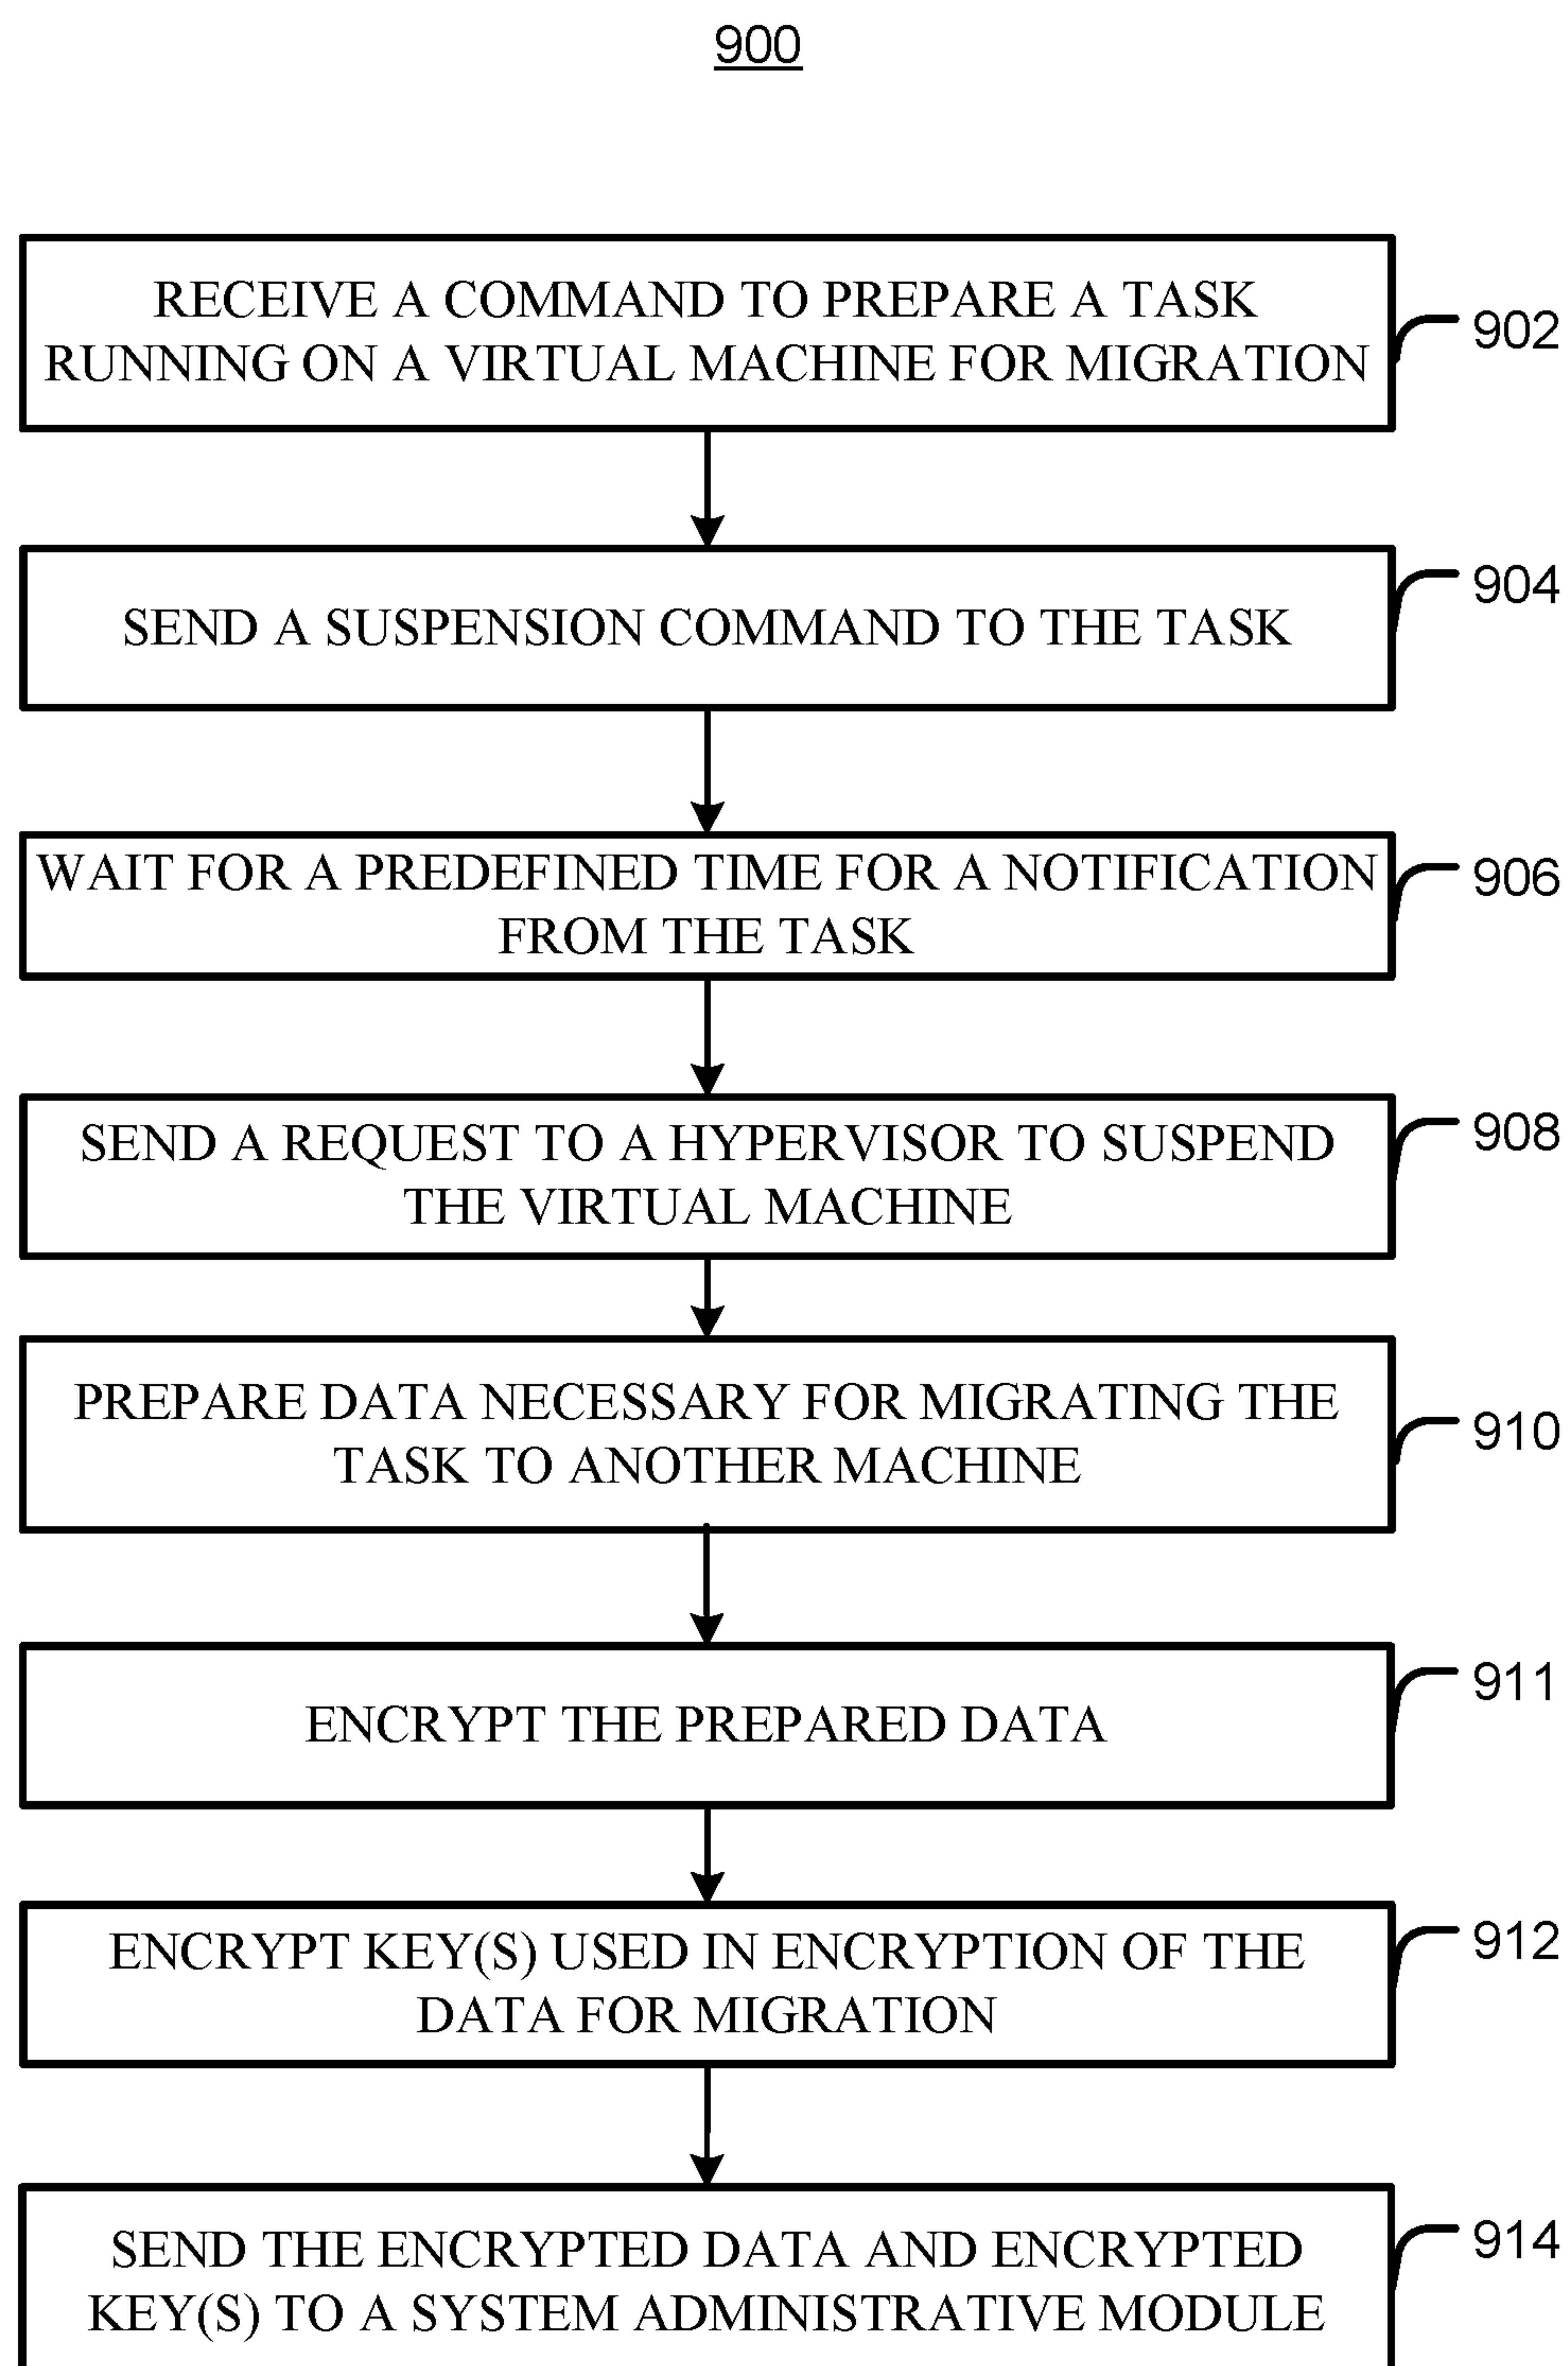 900
RECEIVE A COMMAND TO PREPARE A TASK
RUNNING ON A VIRTUAL MACHINE FOR MIGRATION
902
SEND A SUSPENSION COMMAND TO THE TASK
904
WAIT FOR A PREDEFINED TIME FOR A NOTIFICATION
FROM THE TASK
906
SEND A REQUEST TO A HYPERVISOR TO SUSPEND
THE VIRTUAL MACHINE
908
PREPARE DATA NECESSARY FOR MIGRATING THE
TASK TO ANOTHER MACHINE
910
ENCRYPT THE PREPARED DATA
911
ENCRYPT KEY(S) USED IN ENCRYPTION OF THE
DATA FOR MIGRATION
912
SEND THE ENCRYPTED DATA AND ENCRYPTED
KEY(S) TO A SYSTEM ADMINISTRATIVE MODULE
914